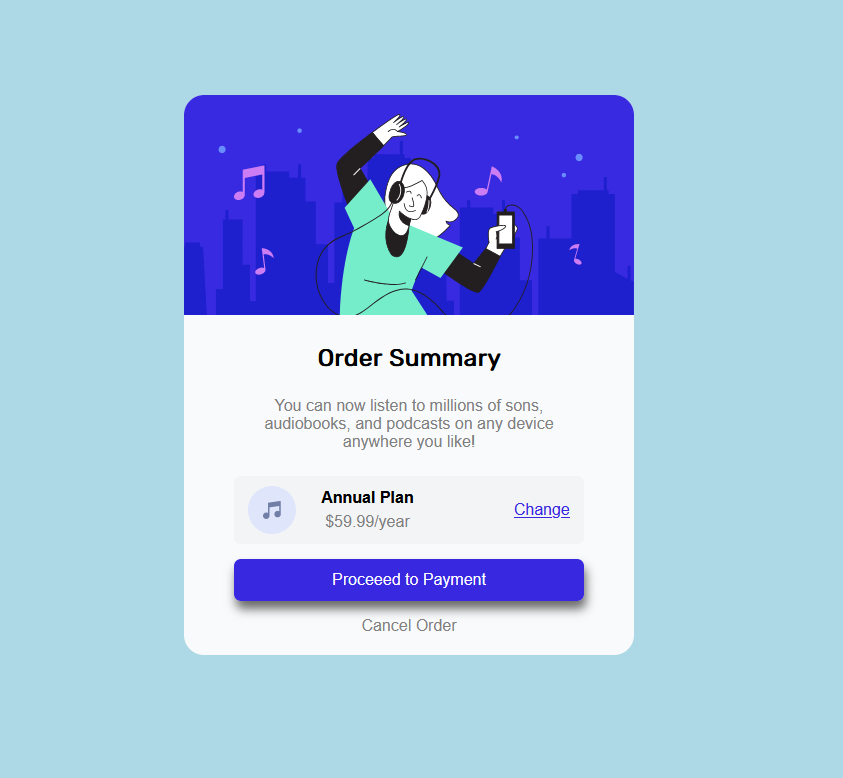 Order Summary
You can now listen to millions of sons,
audiobooks, and podcasts on any device
anywhere you like!
Annual Plan
$59.99/year
Change
Proceeed to Payment
Cancel Order